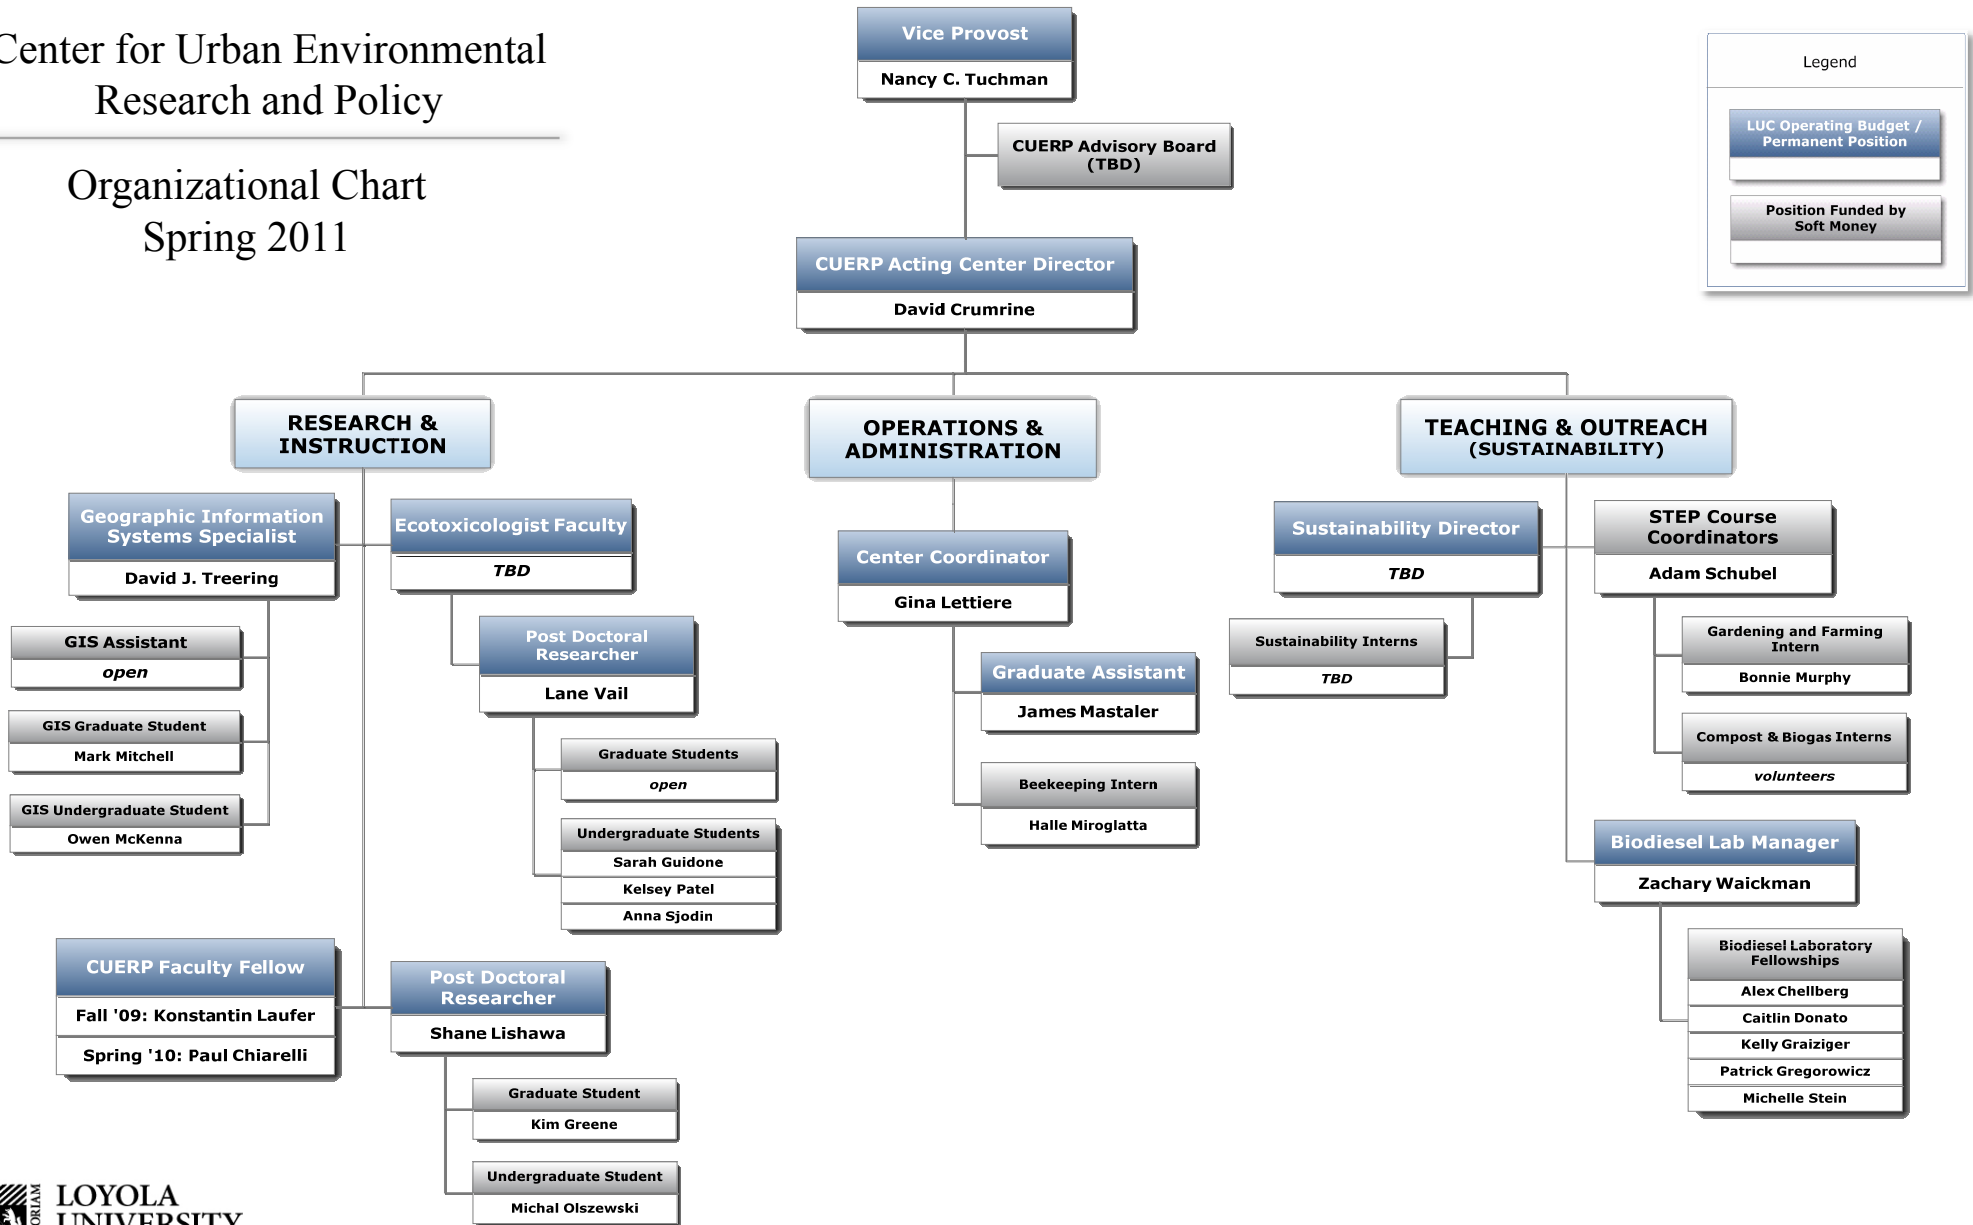 Center for Urban Environmental
Research and Policy
Organizational Chart
Spring 2011
Vice Provost
Nancy C. Tuchman
CUERP Advisory Board
(TBD)
CUERP Acting Center Director
David Crumrine
Legend
LUC Operating Budget /
Permanent Position
Position Funded by
Soft Money
RESEARCH &
INSTRUCTION
Geographic Information
Systems Specialist
David J. Treering
GIS Assistant
open
GIS Graduate Student
Mark Mitchell
GIS Undergraduate Student
Owen McKenna
Ecotoxicologist Faculty
TBD
Post Doctoral
Researcher
Lane Vail
Graduate Students
open
Undergraduate Students
Sarah Guidone
Kelsey Patel
Anna Sjodin
CUERP Faculty Fellow
Fall '09: Konstantin Laufer
Spring '10: Paul Chiarelli
Post Doctoral
Researcher
Shane Lishawa
Graduate Student
Kim Greene
Undergraduate Student
Michal Olszewski
OPERATIONS &
ADMINISTRATION
Center Coordinator
Gina Lettiere
Graduate Assistant
James Mastaler
Beekeeping Intern
Halle Miroglatta
TEACHING & OUTREACH
(SUSTAINABILITY)
Sustainability Director
TBD
Sustainability Interns
TBD
STEP Course
Coordinators
Adam Schubel
Gardening and Farming
Intern
Bonnie Murphy
Compost & Biogas Interns
volunteers
Biodiesel Lab Manager
Zachary Waickman
Biodiesel Laboratory
Fellowships
Alex Chellberg
Caitlin Donato
Kelly Graiziger
Patrick Gregorowicz
Michelle Stein
LOYOLA
UNIVERSITY